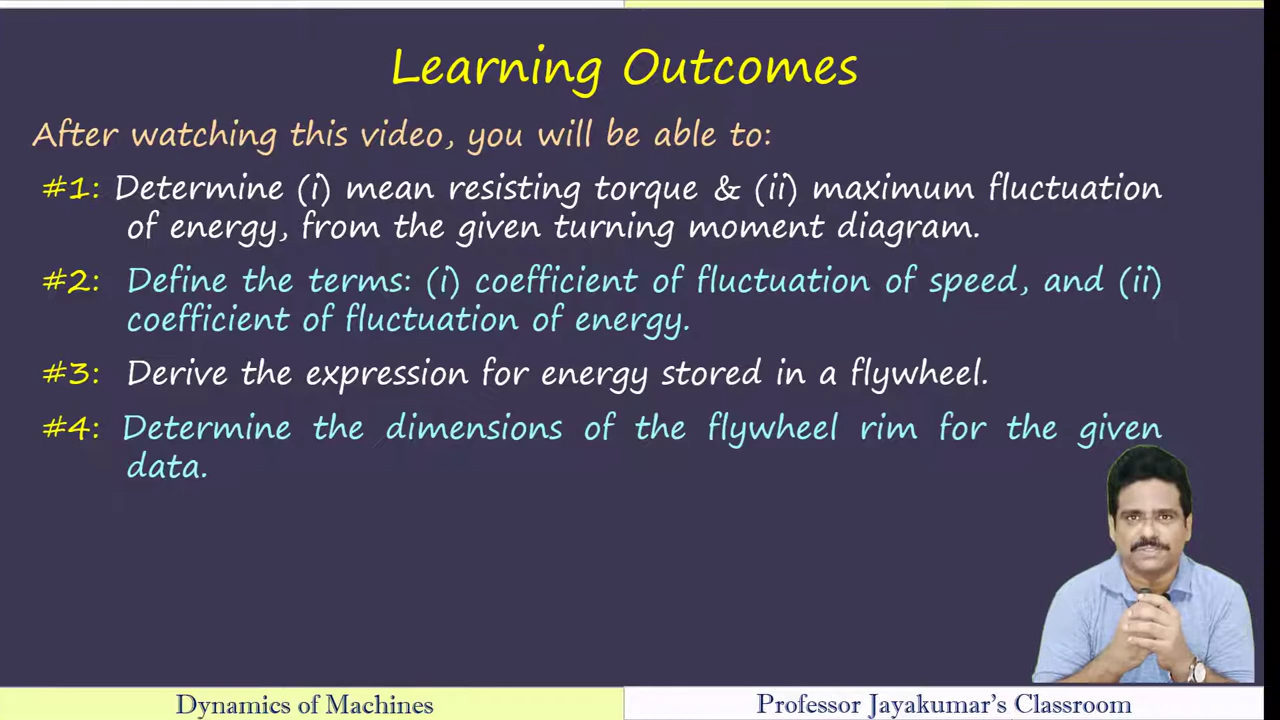 Learning Outcomes
After watching this video, you will be able to:
#1: Determine (i) mean resisting torque & (ii) maximum fluctuation
of energy, from the given turning moment diagram.
#2: Define the terms: (i) coefficient of fluctuation of speed, and (ii)
coefficient of fluctuation of energy.
#3: Derive the expression for energy stored in a flywheel.
#4: Determine the dimensions of the flywheel rim for the given
data.
Dynamics of Machines
Professor Jayakumar's Classroom